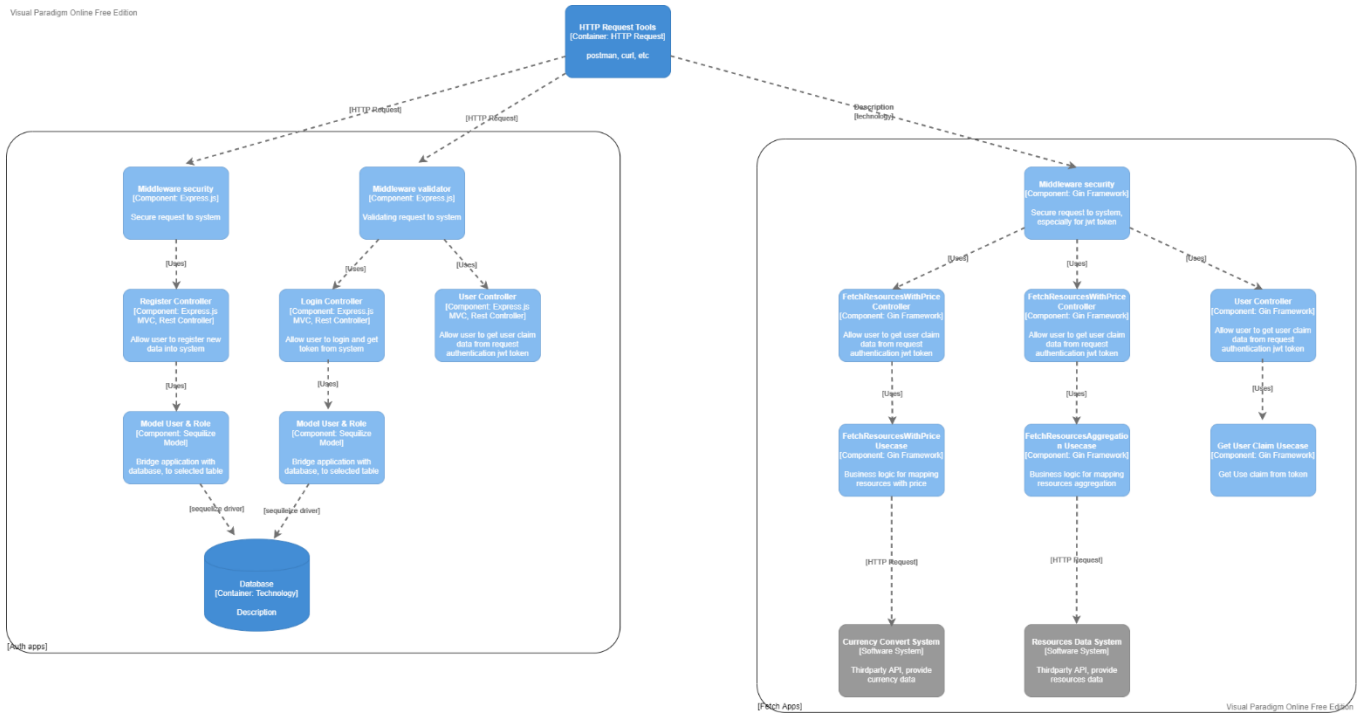 Visual Paradigm Online Free Edition
HTTP Request Tools
[Container: HTTP Request]
postman, curl, etc
[HTTP Request]
[HTTP Request]
Description
[technology]
Middleware security
[Component: Express.js]
Secure request to system
Middleware validator
[Component: Express.js]
Validating request to system
Middleware security
[Component: Gin Framework]
Secure request to system,
especially for jwt token
[Uses]
[Uses]
[Uses]
[Uses]
[Uses]
[Uses]
Register Controller
[Component: Express.js
MVC, Rest Controller]
Allow user to register new
data into system
Login Controller
[Component: Express.js
MVC, Rest Controller]
Allow user to login and get
token from system
User Controller
[Component: Express.js
MVC, Rest Controller]
Allow user to get user claim
data from request
authentication jwt token
FetchResourcesWithPrice
Controller
[Component: Gin Framework]
Allow user to get user claim
data from request
authentication jwt token
FetchResourcesWithPrice
Controller
[Component: Gin Framework]
Allow user to get user claim
data from request
authentication jwt token
User Controller
[Component: Gin Framework]
Allow user to get user claim
data from request
authentication jwt token
[Uses]
[Uses]
[Uses]
[Uses]
[Uses]
Model User & Role
[Component: Sequilize
Model]
Bridge application with
database, to selected table
Model User & Role
[Component: Sequilize
Model]
Bridge application with
database, to selected table
FetchResourcesWithPrice
Usecase
[Component: Gin Framework]
Business logic for mapping
resources with price
FetchResourcesAggregatio
n Usecase
[Component: Gin Framework]
Business logic for mapping
resources aggregation
Get User Claim Usecase
[Component: Gin Framework]
Get Use claim from token
[sequelize driver]
[sequileize driver]
[HTTP Request]
[HTTP Request]
Database
[Container: Technology]
Description
Currency Convert System
[Software System]
Thirdparty API, provide
currency data
Resources Data System
[Software System]
Thirdparty API, provide
resources data
[Auth apps]
[Fetch Apps]
Visual Paradigm Online Free Edition